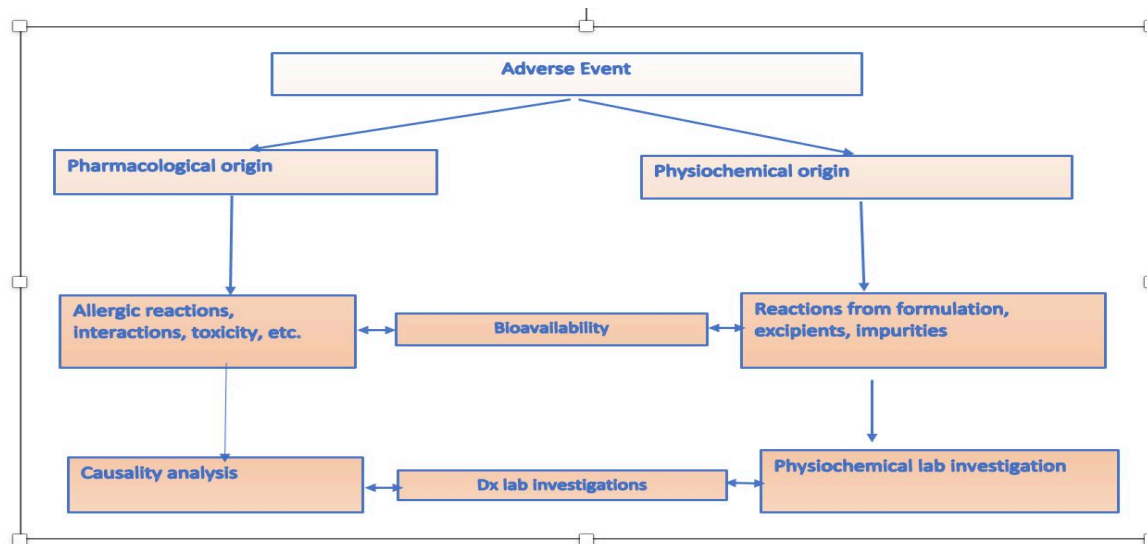 Adverse Event
Pharmacological origin
Physiochemical origin
Allergic reactions,
interactions, toxicity, etc.
Bioavailability
Reactions from formulation,
excipients, impurities
Causality analysis
Dx lab investigations
Physiochemical lab investigation